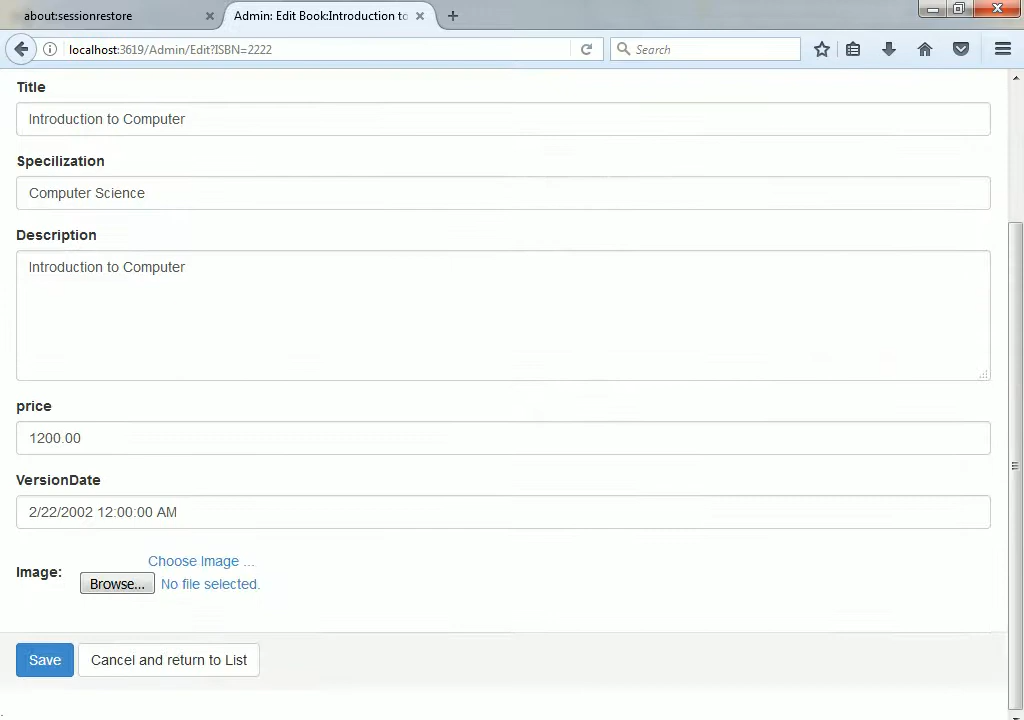 about:sessionrestore
Admin: Edit Book:Introduction to
localhost:3619/Admin/Edit?ISBN=2222
Search
Title
Introduction to Computer
Specilization
Computer Science
Description
Introduction to Computer
price
1200.00
VersionDate
2/22/2002 12:00:00 AM
Choose Image ...
Image:
Browse... No file selected.
Save Cancel and return to List